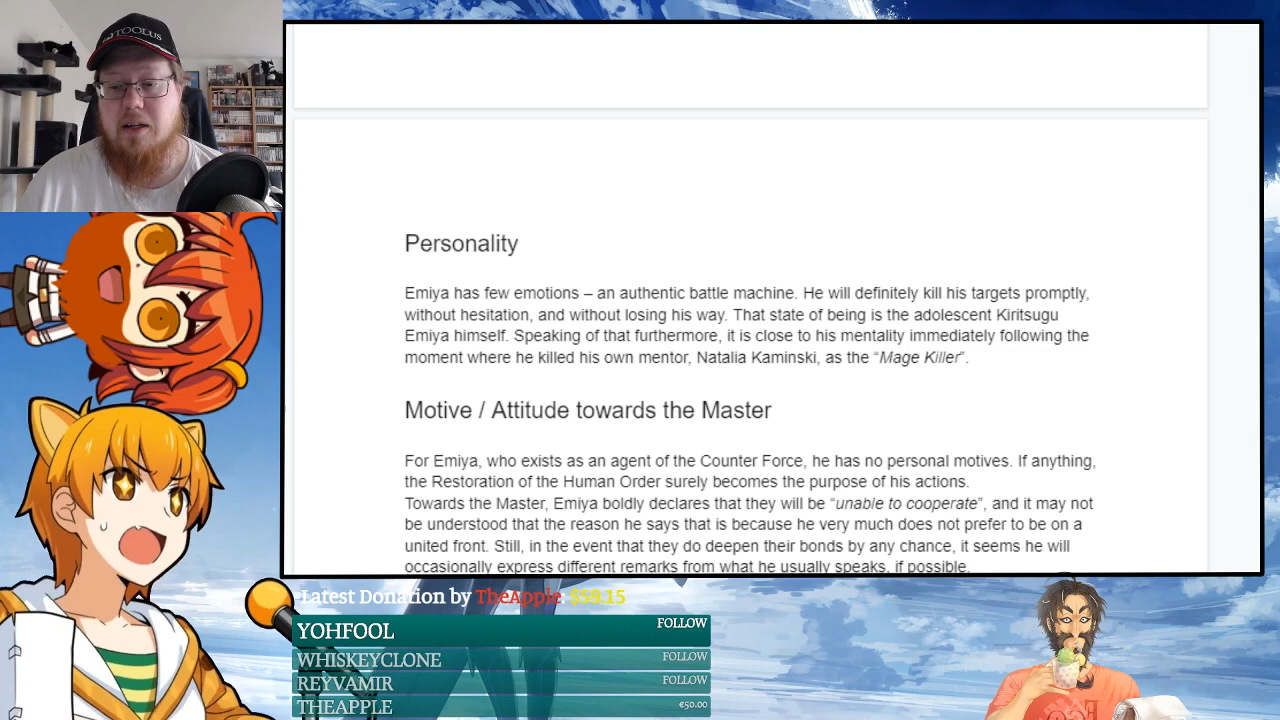 TOOLUS
Personality
Emiya has few emotions – an authentic battle machine. He will definitely kill his targets promptly,
without hesitation, and without losing his way. That state of being is the adolescent Kiritsugu
Emiya himself. Speaking of that furthermore, it is close to his mentality immediately following the
moment where he killed his own mentor, Natalia Kaminski, as the “Mage Killer”.
Motive / Attitude towards the Master
For Emiya, who exists as an agent of the Counter Force, he has no personal motives. If anything,
the Restoration of the Human Order surely becomes the purpose of his actions.
Towards the Master, Emiya boldly declares that they will be “unable to cooperate”, and it may not
be understood that the reason he says that is because he very much does not prefer to be on a
united front. Still, in the event that they do deepen their bonds by any chance, it seems he will
occasionally express different remarks from what he usually speaks, if possible.
Latest Donation by TheApple: $59.15
YOHFOOL FOLLOW
WHISKEYCLONE FOLLOW
REYVAMIR FOLLOW
THEAPPLE €50.00